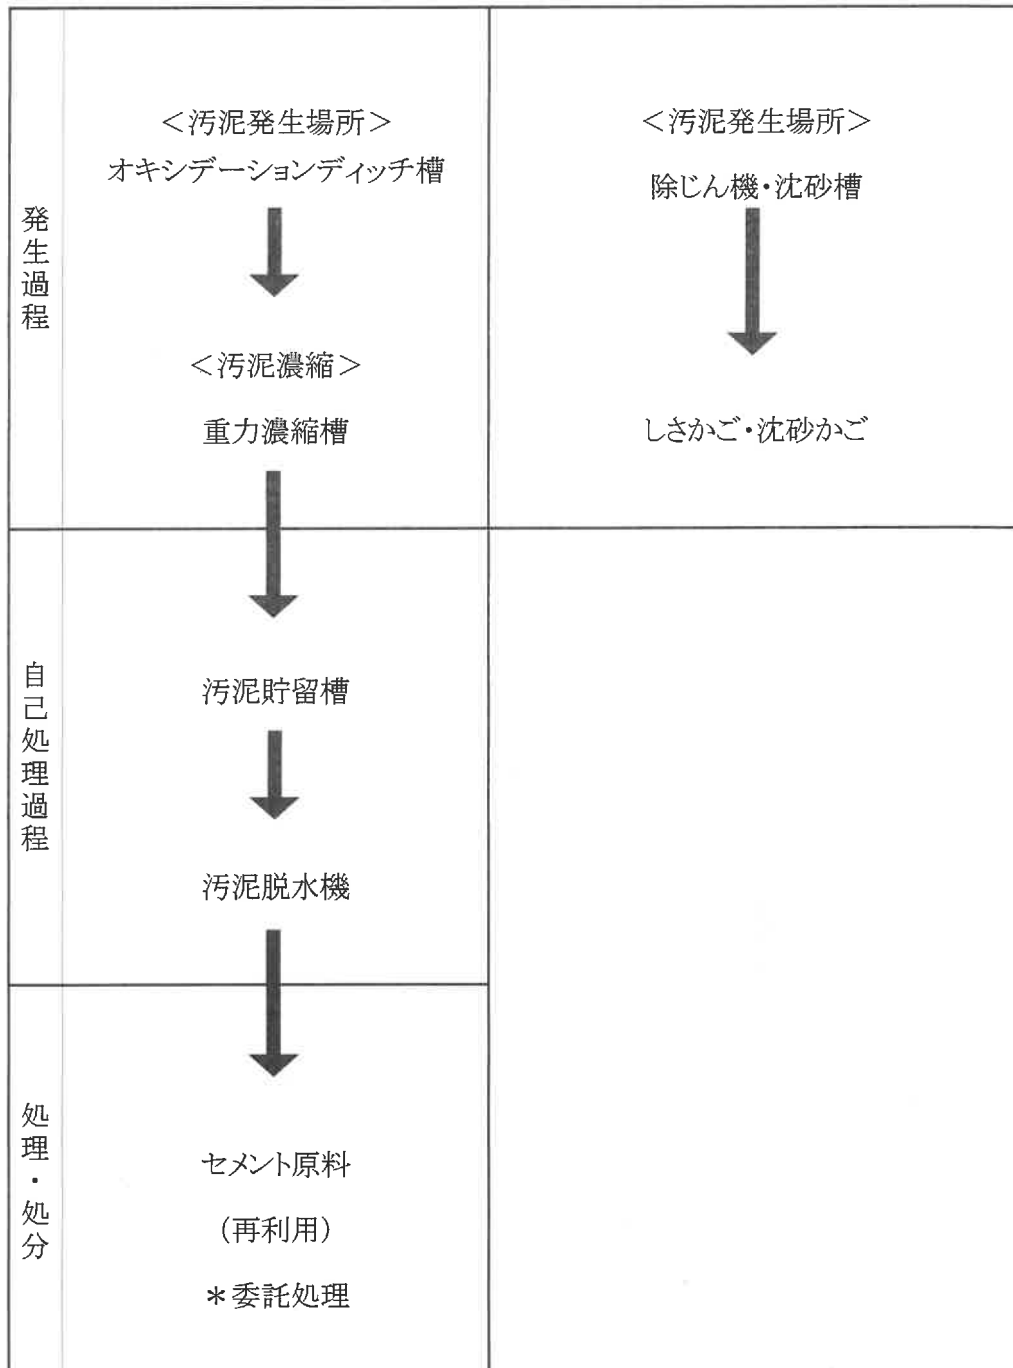 発生過程
＜汚泥発生場所＞
オキシデーションディッチ槽
＜汚泥濃縮＞
重力濃縮槽
＜汚泥発生場所＞
除じん機・沈砂槽
しさかご・沈砂かご
自己処理過程
汚泥貯留槽
汚泥脱水機
処理・処分
セメント原料
（再利用）
＊委託処理